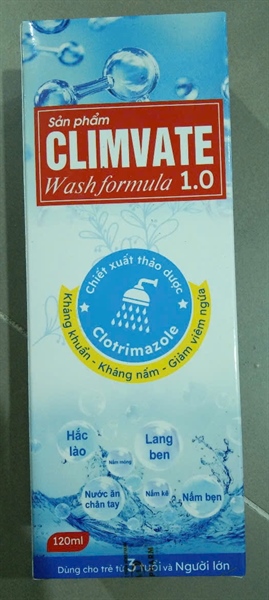 Sản phẩm
CLIMVATE
Wash formula 1.0
Chiết xuất thảo dược
Clotrimazole
Kháng khuẩn - Kháng nấm - Giảm viêm ngứa
Hắc lào
Lang ben
Nấm móng
Nước ăn chân tay
Nấm kẽ
Nấm bẹn
120ml
Dùng cho trẻ từ 3 tuổi và Người lớn